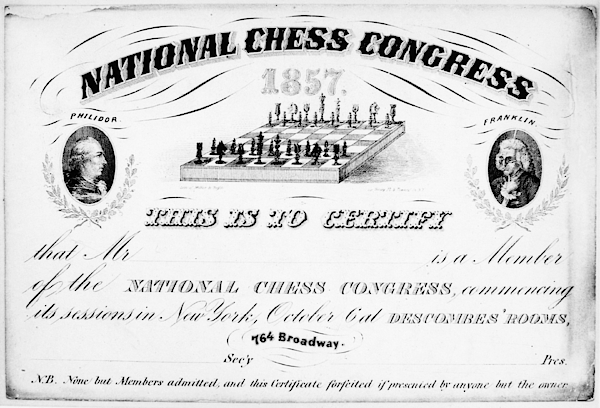 NATIONAL CHESS CONGRESS
1857.
PHILIDOR
FRANKLIN
THIS IS TO CERTIFY
that Mr is a Member
of the NATIONAL CHESS CONGRESS, commencing
its sessions in New York, October 6 at DESCOMBES' ROOMS,
764 Broadway.
Sec'y Pres.
N.B. None but Members admitted, and this Certificate forfeited if presented by anyone but the owner